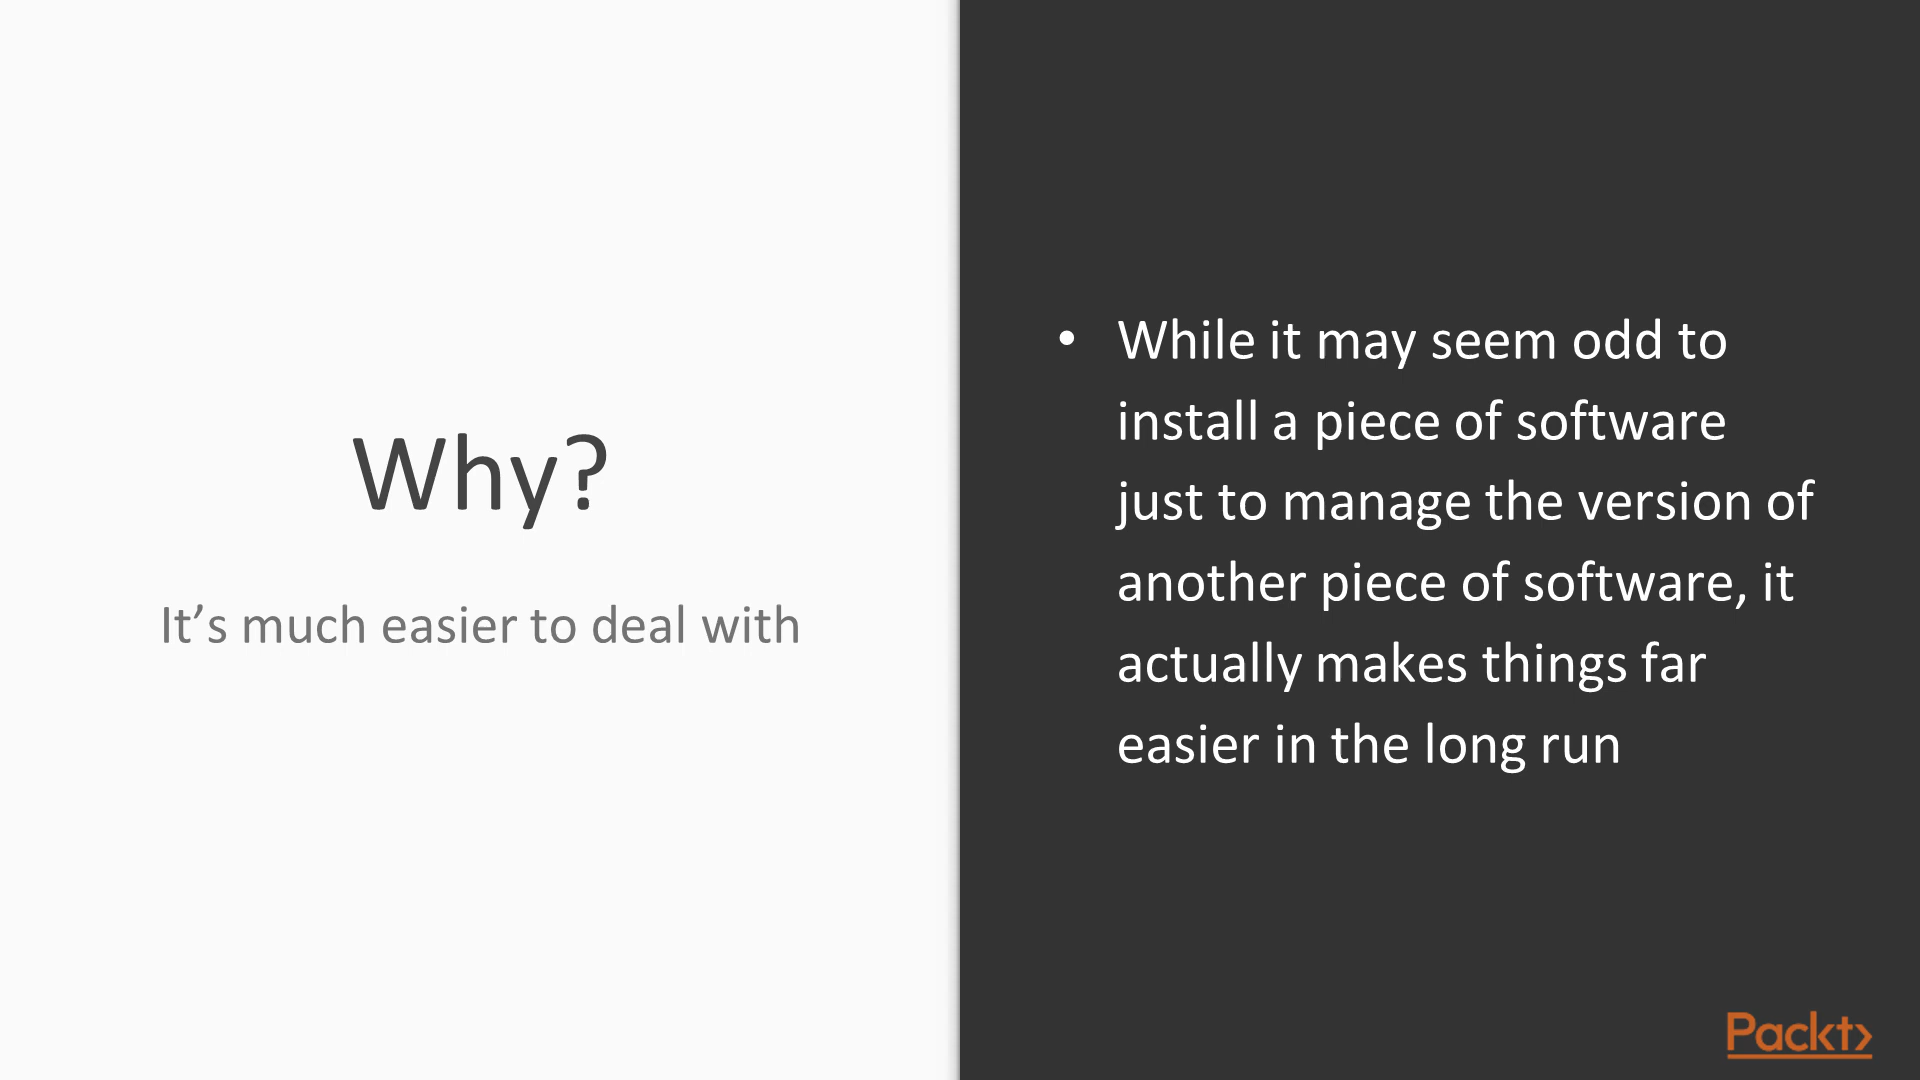 Why?
It’s much easier to deal with
• While it may seem odd to
install a piece of software
just to manage the version of
another piece of software, it
actually makes things far
easier in the long run
Packt>